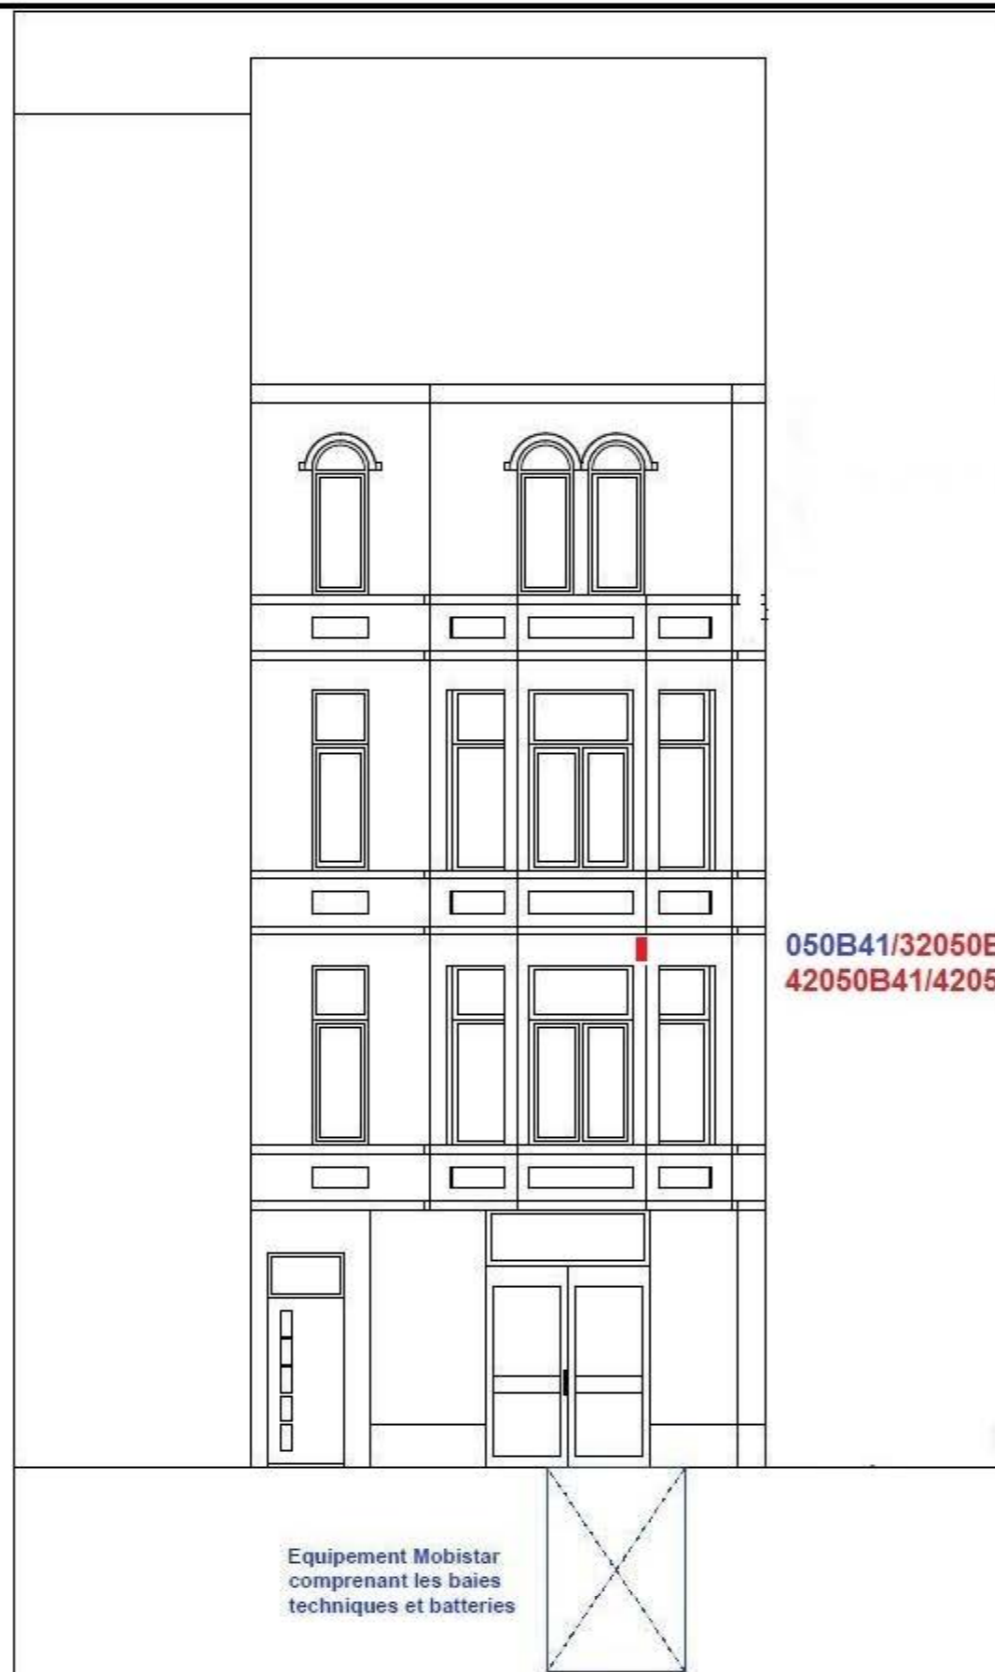 050B41/32050B
42050B41/4205
Equipement Mobistar
comprenant les baies
techniques et batteries